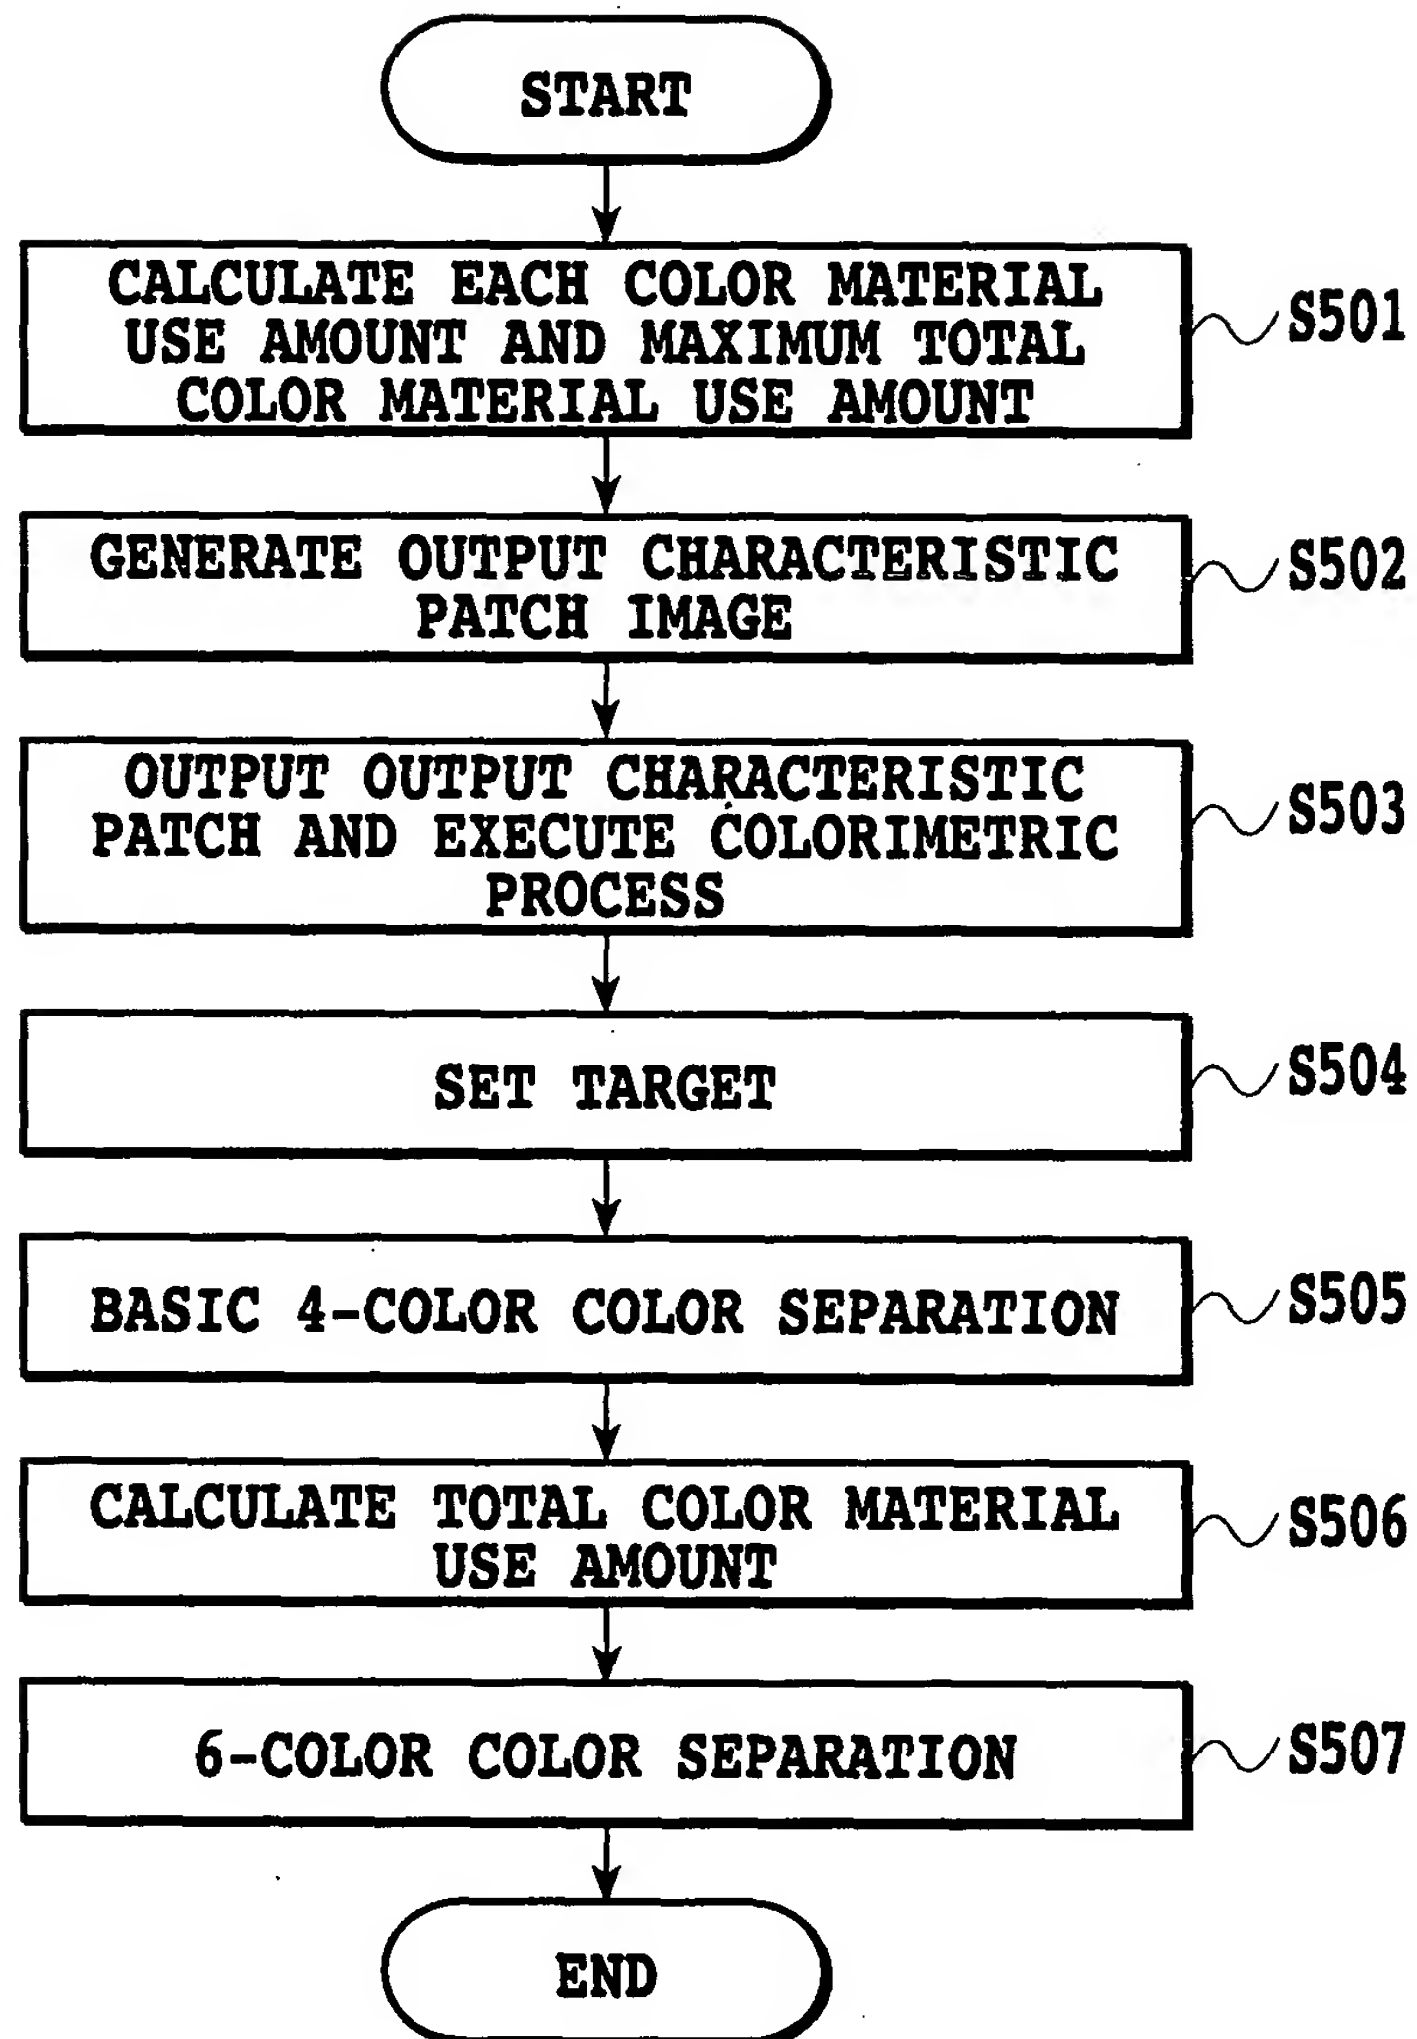 START
CALCULATE EACH COLOR MATERIAL
USE AMOUNT AND MAXIMUM TOTAL
COLOR MATERIAL USE AMOUNT
S501
GENERATE OUTPUT CHARACTERISTIC
PATCH IMAGE
S502
OUTPUT OUTPUT CHARACTERISTIC
PATCH AND EXECUTE COLORIMETRIC
PROCESS
S503
SET TARGET
S504
BASIC 4-COLOR COLOR SEPARATION
S505
CALCULATE TOTAL COLOR MATERIAL
USE AMOUNT
S506
6-COLOR COLOR SEPARATION
S507
END